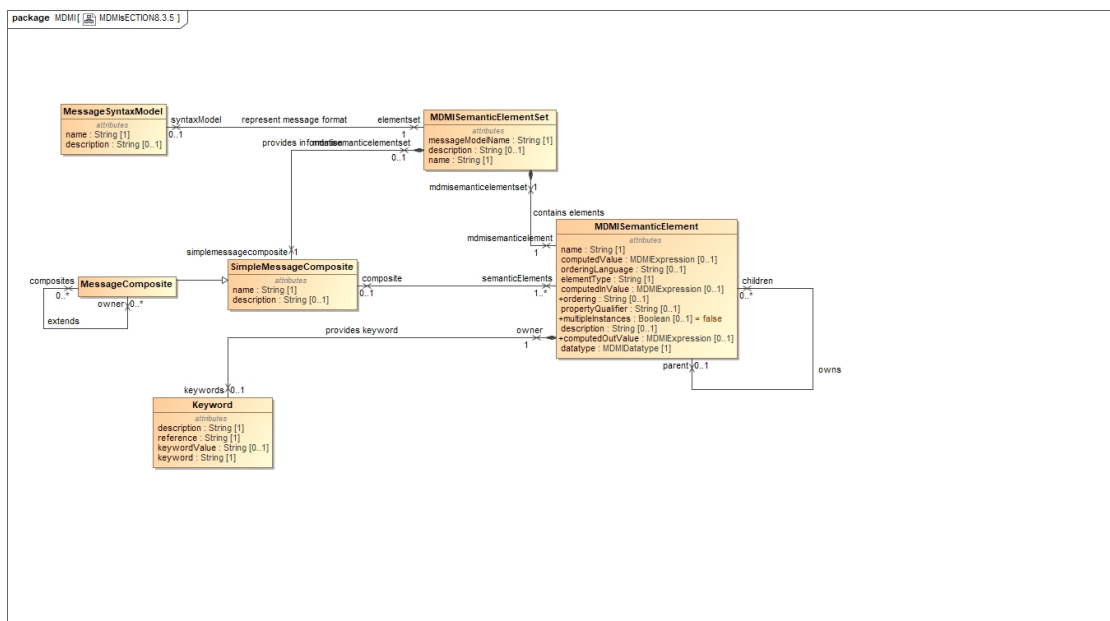 package MDMI [ MDMIsECTION8.3.5 ]
MessageSyntaxModel
attributes
name : String [1]
description : String [0..1]
syntaxModel
0..1
represent message format
elementset
1
MDMISemanticElementSet
attributes
messageModelName : String [1]
description : String [0..1]
name : String [1]
provides information
mdmisemanticelementset
0..1
mdmisemanticelementset
1
contains elements
mdmisemanticelement
1
MDMISemanticElement
attributes
name : String [1]
computedValue : MDMIExpression [0..1]
orderingLanguage : String [0..1]
elementType : String [1]
computedInValue : MDMIExpression [0..1]
+ordering : String [0..1]
propertyQualifier : String [0..1]
+multipleInstances : Boolean [0..1] = false
description : String [0..1]
+computedOutValue : MDMIExpression [0..1]
datatype : MDMIDatatype [1]
simplemessagecomposite
1
SimpleMessageComposite
attributes
name : String [1]
description : String [0..1]
composite
0..1
semanticElements
1..*
children
0..*
composites
0..*
MessageComposite
owner
0..*
extends
provides keyword
owner
1
parent
0..1
owns
keywords
0..1
Keyword
attributes
description : String [1]
reference : String [1]
keywordValue : String [0..1]
keyword : String [1]